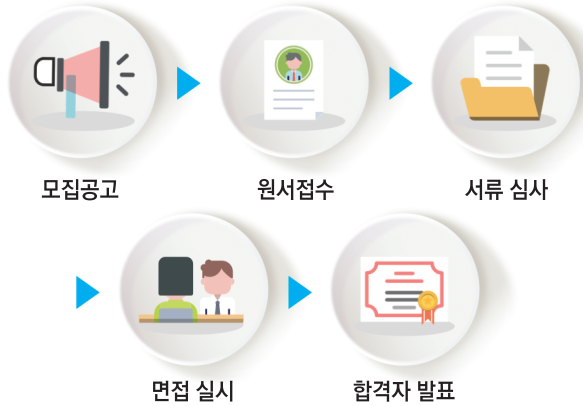 모집공고
원서접수
서류 심사
면접 실시
합격자 발표